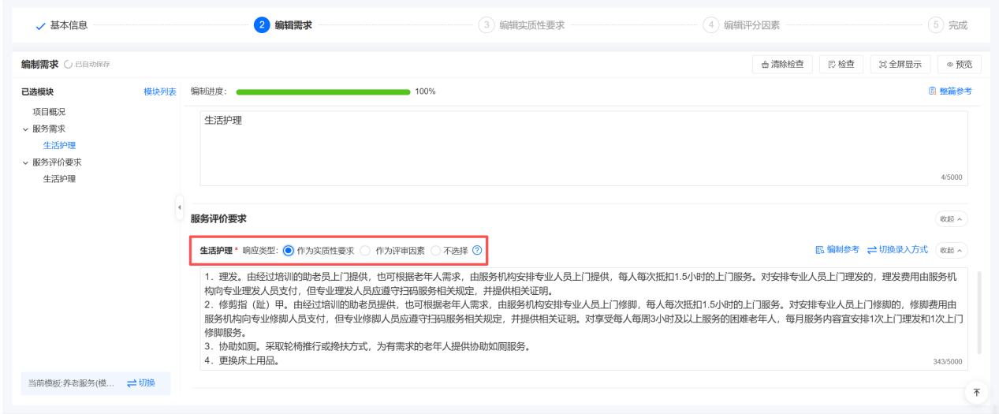 基本信息 2 编辑需求 3 编辑实质性要求 4 编辑评分因素 5 完成
编制需求 已自动保存 清除检查 检查 全屏显示 预览
已选模块 模块列表 编制进度： 100% 整篇参考
项目概况
服务需求
生活护理
服务评价要求
生活护理
生活护理
4/5000
服务评价要求 收起
生活护理 * 响应类型： 作为实质性要求 作为评审因素 不选择 ? 编制参考 切换录入方式 收起
1. 理发。由经过培训的助老员上门提供，也可根据老年人需求，由服务机构安排专业人员上门提供，每人每次抵扣1.5小时的上门服务。对安排专业人员上门理发的，理发费用由服务机
构向专业理发人员支付，但专业理发人员应遵守扫码服务相关规定，并提供相关证明。
2. 修剪指（趾）甲。由经过培训的助老员提供，也可根据老年人需求，由服务机构安排专业人员上门修脚，每人每次抵扣1.5小时的上门服务。对安排专业人员上门修脚的，修脚费用由
服务机构向专业修脚人员支付，但专业修脚人员应遵守扫码服务相关规定，并提供相关证明。对享受每人每周3小时及以上服务的困难老年人，每月服务内容宜安排1次上门理发和1次上门
修脚服务。
3. 协助如厕。采取轮椅推行或搀扶方式，为有需求的老年人提供协助如厕服务。
4. 更换床上用品。
343/5000
当前模板:养老服务(模... 切换